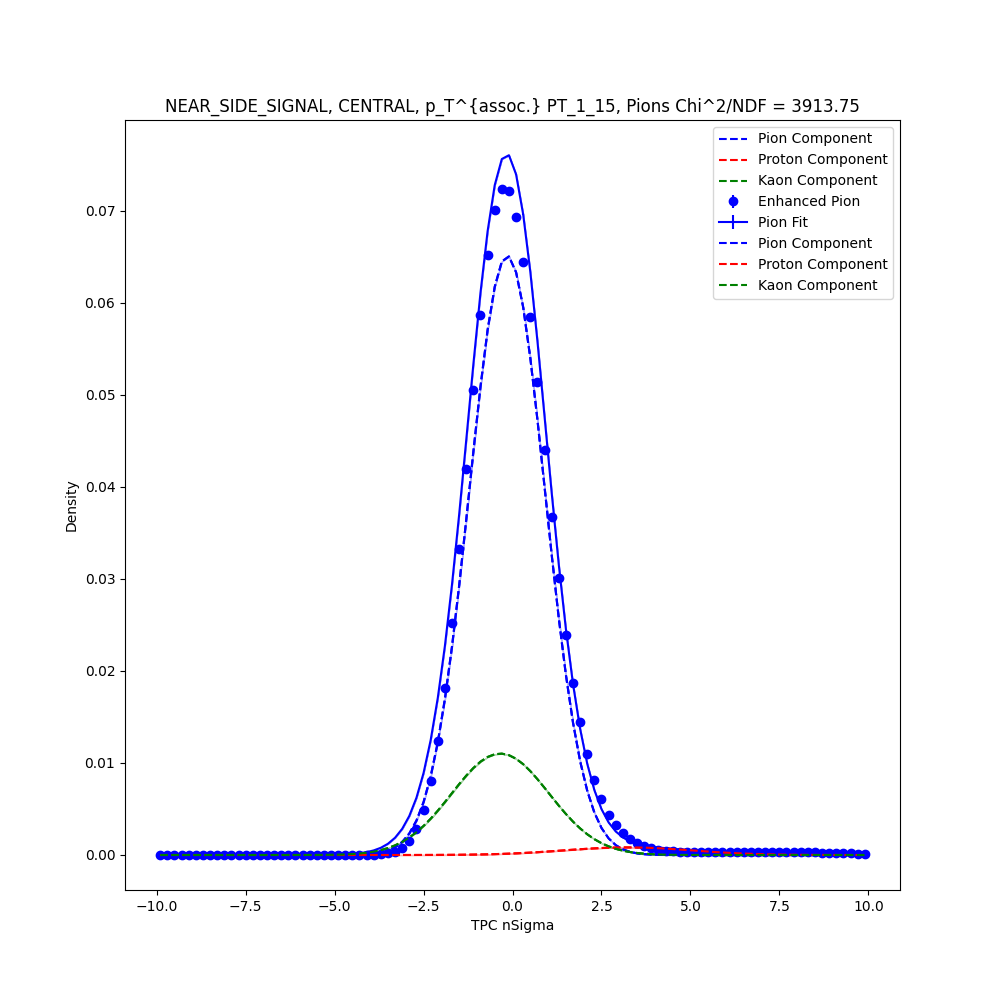 NEAR_SIDE_SIGNAL, CENTRAL, p_T^{assoc.} PT_1_15, Pions Chi^2/NDF = 3913.75
Pion Component
Proton Component
Kaon Component
Enhanced Pion
Pion Fit
Pion Component
Proton Component
Kaon Component
0.07
0.06
0.05
0.04
0.03
0.02
0.01
0.00
Density
−10.0 −7.5 −5.0 −2.5 0.0 2.5 5.0 7.5 10.0
TPC nSigma